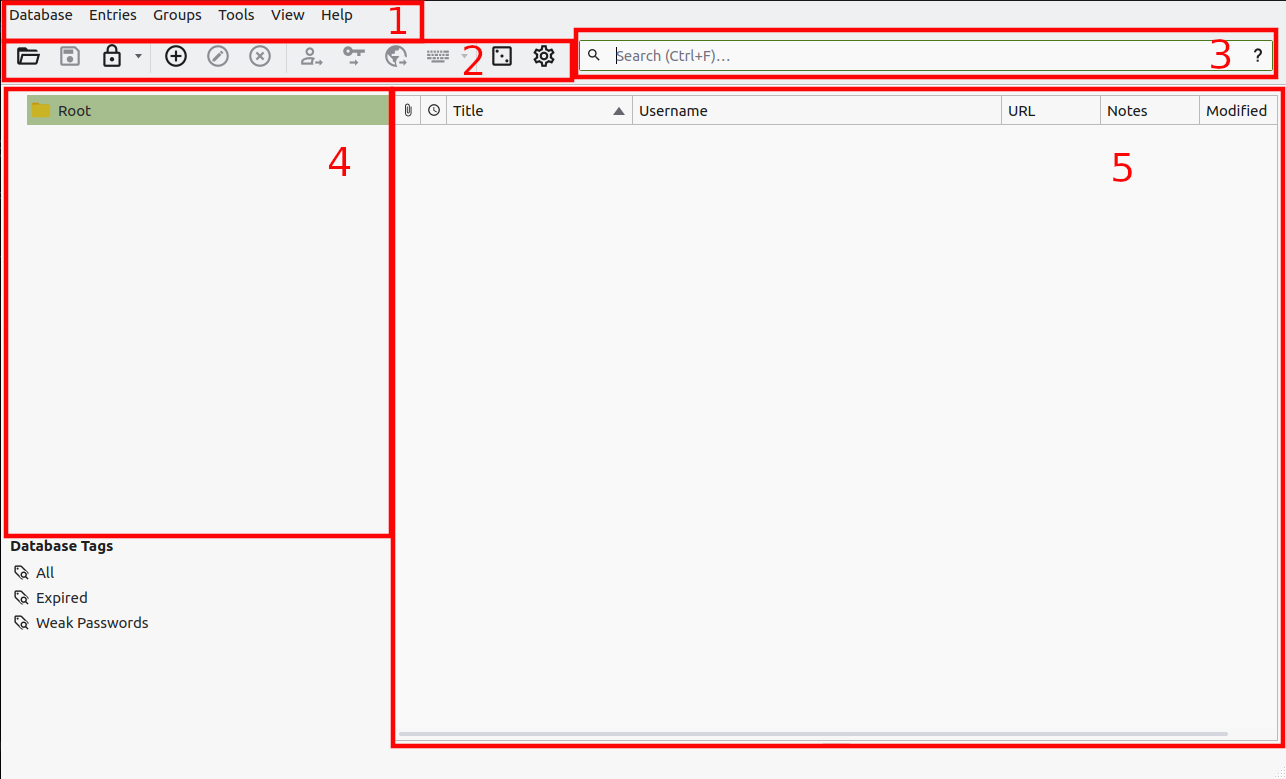 Database Entries Groups Tools View Help 1
2 Search (Ctrl+F)... 3 ?
Root
Title Username URL Notes Modified
4
5
Database Tags
All
Expired
Weak Passwords